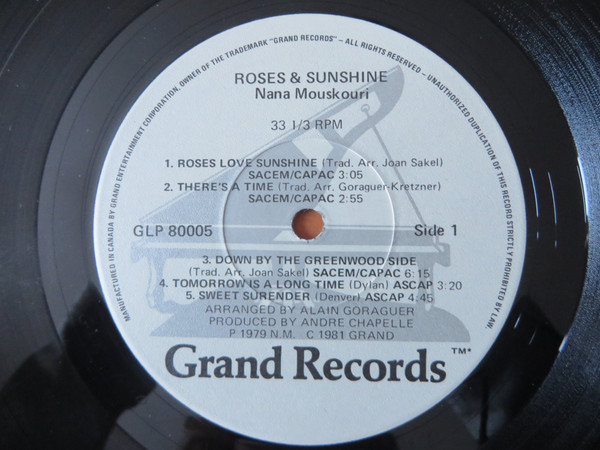 MANUFACTURED IN CANADA BY GRAND ENTERTAINMENT CORPORATION, OWNER OF THE TRADEMARK "GRAND RECORDS" – ALL RIGHTS RESERVED – UNAUTHORIZED DUPLICATION OF THIS RECORD STRICTLY PROHIBITED BY LAW.
ROSES & SUNSHINE
Nana Mouskouri
33 1/3 RPM
1. ROSES LOVE SUNSHINE (Trad. Arr. Joan Sakel)
SACEM/CAPAC 3:05
2. THERE'S A TIME (Trad. Arr. Goraguer-Kretzner)
SACEM/CAPAC 2:55
GLP 80005 Side 1
3. DOWN BY THE GREENWOOD SIDE
(Trad. Arr. Joan Sakel) SACEM/CAPAC 6:15
4. TOMORROW IS A LONG TIME (Dylan) ASCAP 3:20
5. SWEET SURENDER (Denver) ASCAP 4:45
ARRANGED BY ALAIN GORAGUER
PRODUCED BY ANDRE CHAPELLE
P 1979 N.M. C 1981 GRAND
Grand Records TM*